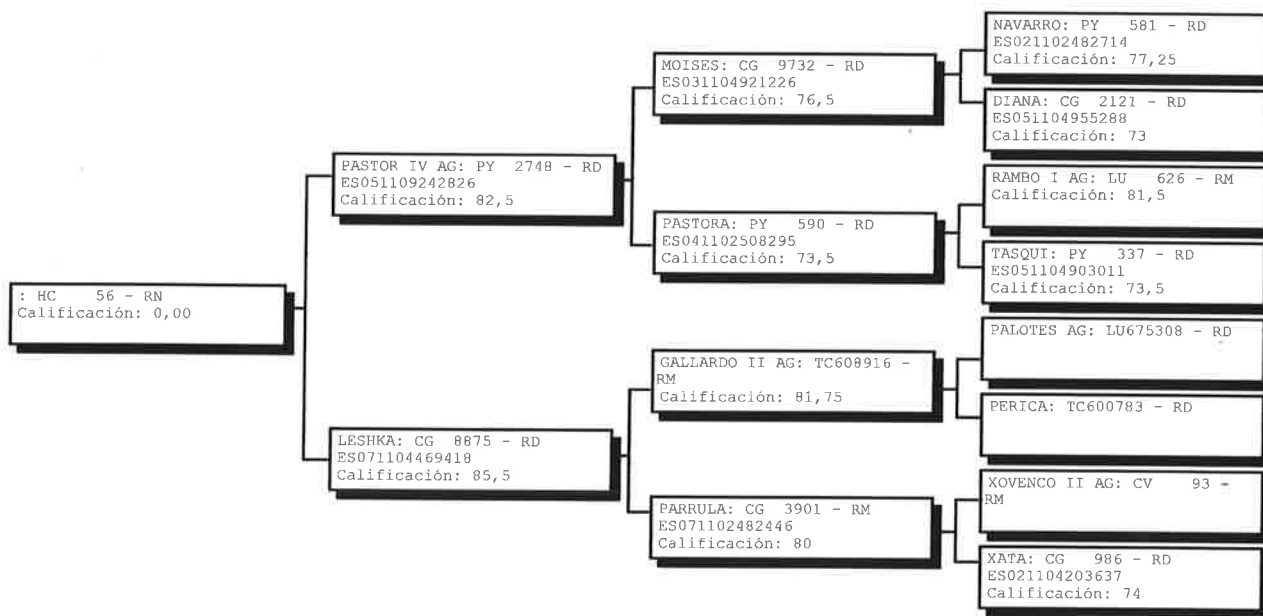 : HC 56 - RN
Calificación: 0,00
PASTOR IV AG: PY 2748 - RD
ES051109242826
Calificación: 82,5
LESHKA: CG 8875 - RD
ES071104469418
Calificación: 85,5
MOISES: CG 9732 - RD
ES031104921226
Calificación: 76,5
PASTORA: PY 590 - RD
ES041102508295
Calificación: 73,5
GALLARDO II AG: TC608916 -
RM
Calificación: 81,75
PARRULA: CG 3901 - RM
ES071102482446
Calificación: 80
NAVARRO: PY 581 - RD
ES021102482714
Calificación: 77,25
DIANA: CG 2121 - RD
ES051104955288
Calificación: 73
RAMBO I AG: LU 626 - RM
Calificación: 81,5
TASQUI: PY 337 - RD
ES051104903011
Calificación: 73,5
PALOTES AG: LU675308 - RD
PERICA: TC600783 - RD
XOVENCO II AG: CV 93 -
RM
XATA: CG 986 - RD
ES021104203637
Calificación: 74